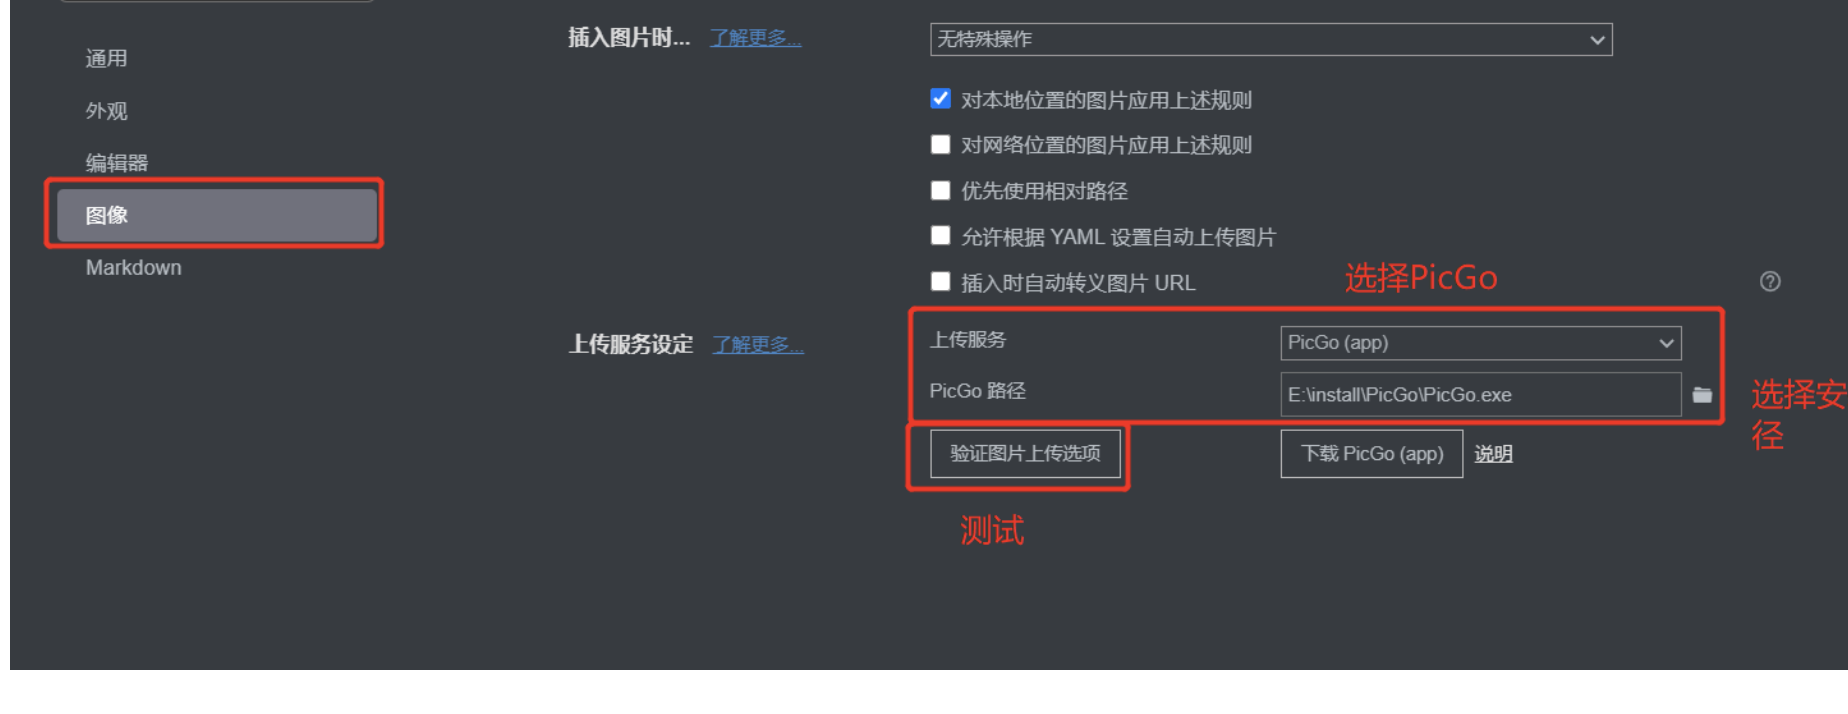 通用
外观
编辑器
图像
Markdown
插入图片时... 了解更多... 无特殊操作
对本地位置的图片应用上述规则
对网络位置的图片应用上述规则
优先使用相对路径
允许根据 YAML 设置自动上传图片
插入时自动转义图片 URL
选择PicGo
上传服务设定 了解更多...
上传服务 PicGo (app)
PicGo 路径 E:\install\PicGo\PicGo.exe
选择安
径
验证图片上传选项 下载 PicGo (app) 说明
测试